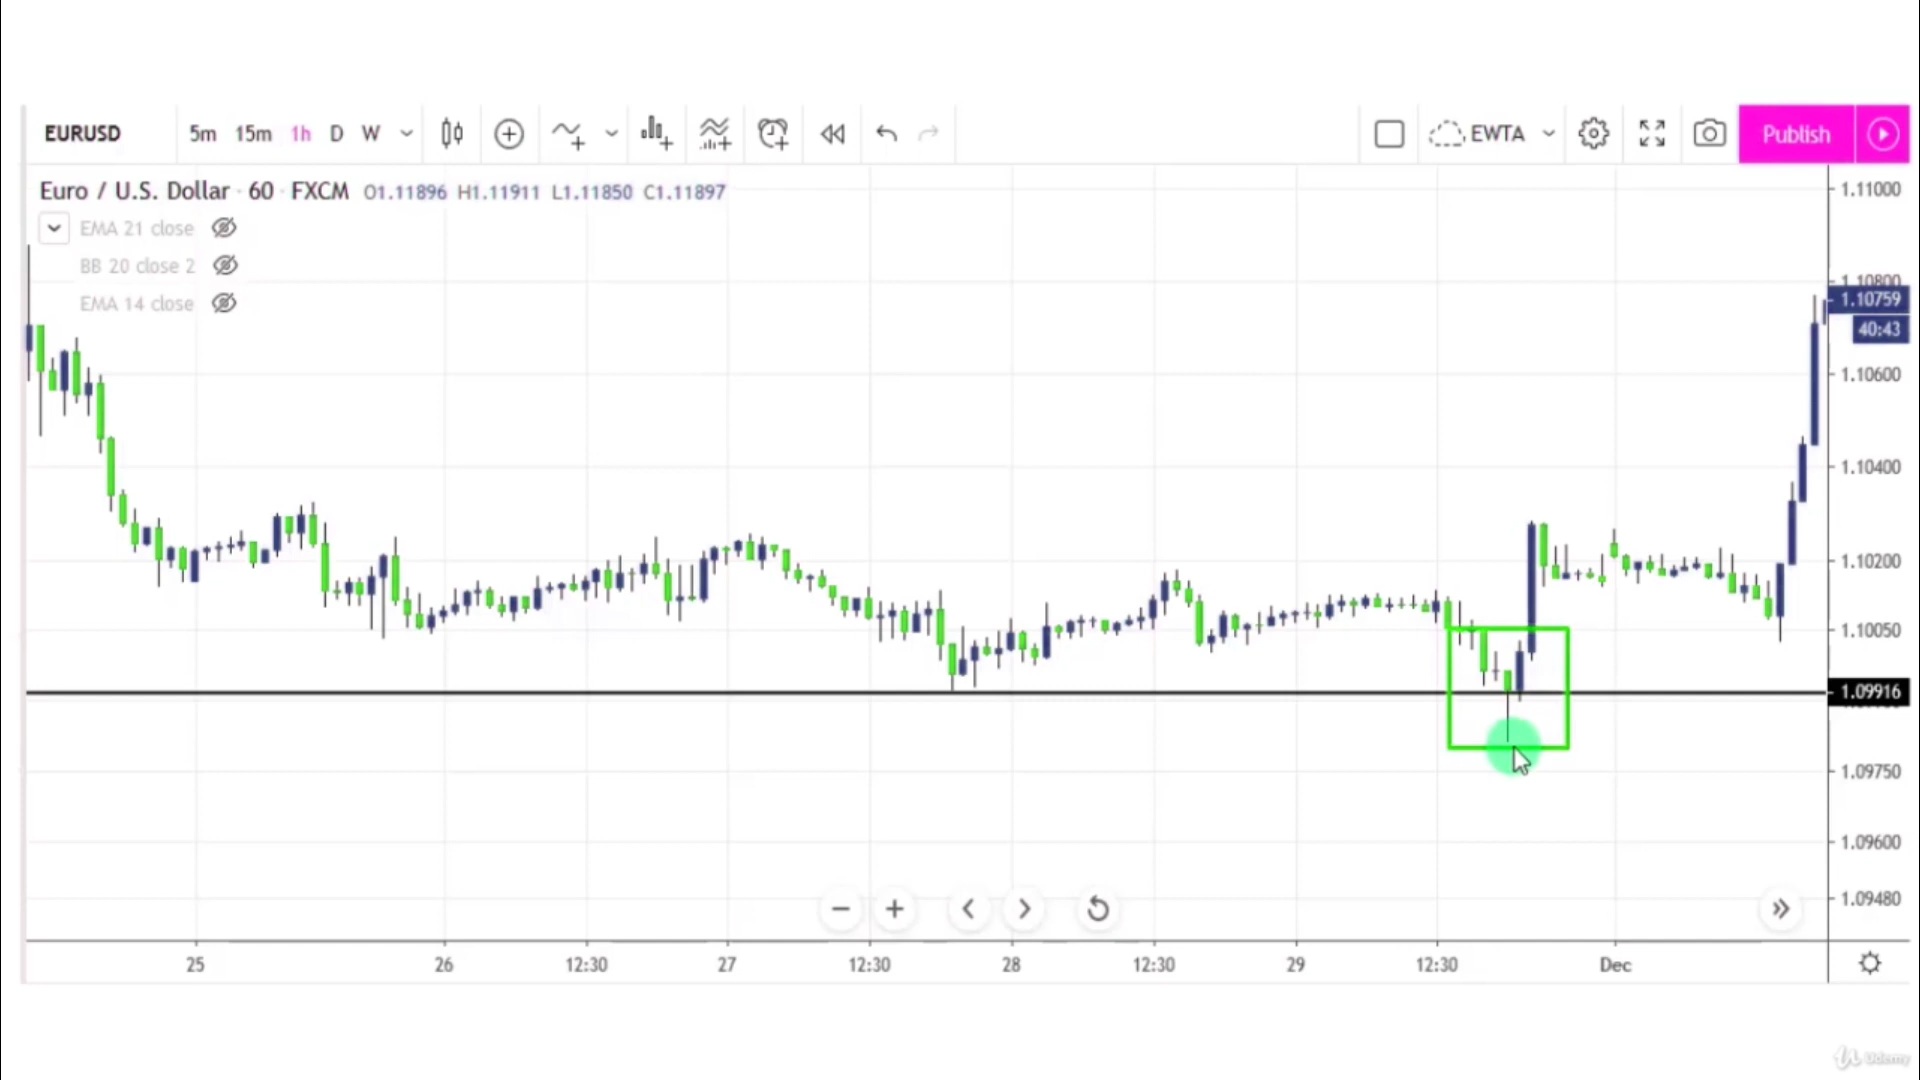 EURUSD 5m 15m 1h D W EWTA Publish
Euro / U.S. Dollar · 60 · FXCM O1.11896 H1.11911 L1.11850 C1.11897
EMA 21 close
BB 20 close 2
EMA 14 close
1.11000
1.10800
1.10759
40:43
1.10600
1.10400
1.10200
1.10050
1.09916
1.09750
1.09600
1.09480
25 26 12:30 27 12:30 28 12:30 29 12:30 Dec
Udemy